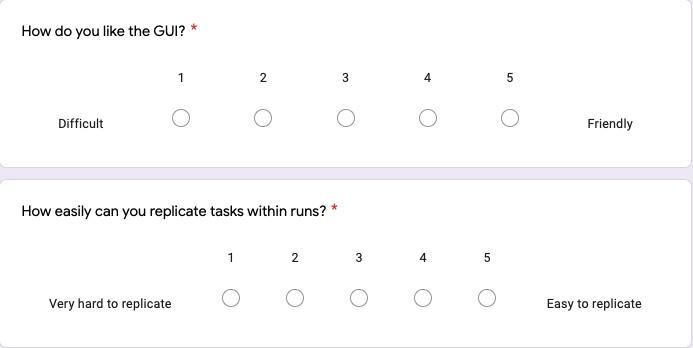 How do you like the GUI? *
1 2 3 4 5
Difficult Friendly
How easily can you replicate tasks within runs? *
1 2 3 4 5
Very hard to replicate Easy to replicate